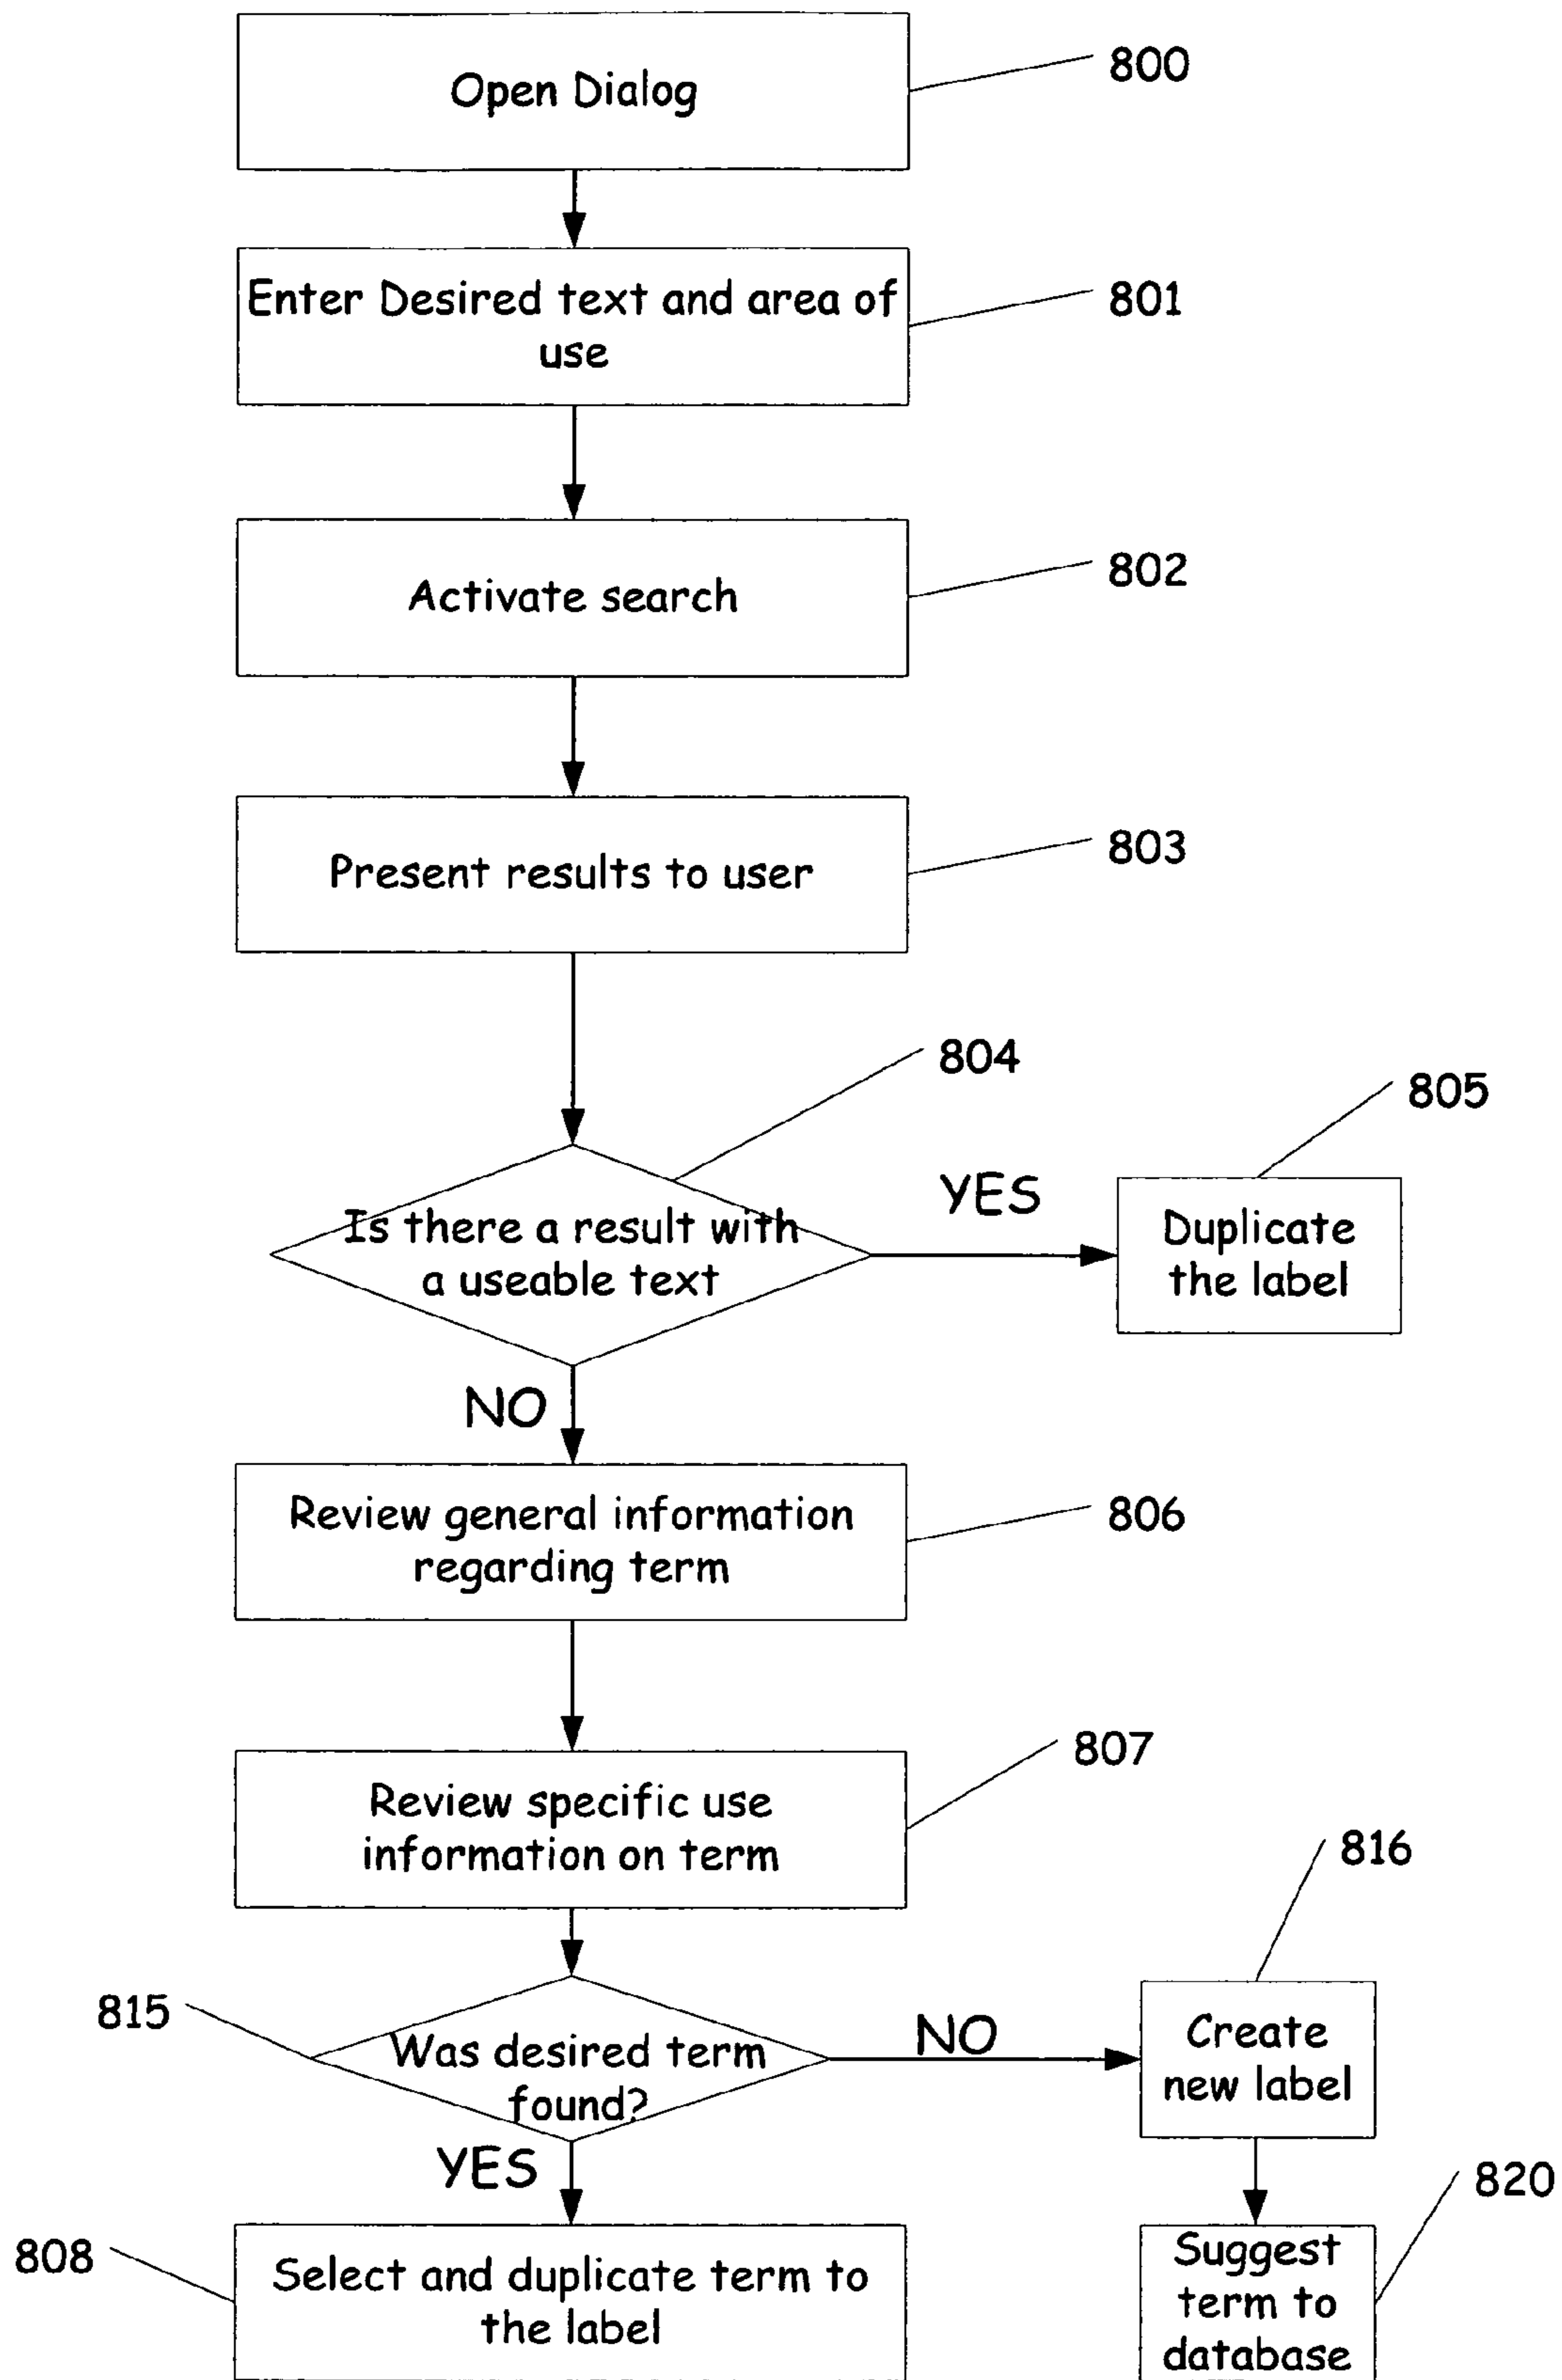 Open Dialog
800
Enter Desired text and area of
use
801
Activate search
802
Present results to user
803
804
805
Is there a result with
a useable text
YES
Duplicate
the label
NO
Review general information
regarding term
806
Review specific use
information on term
807
816
815
Was desired term
found?
NO
Create
new label
YES
820
808
Select and duplicate term to
the label
Suggest
term to
database